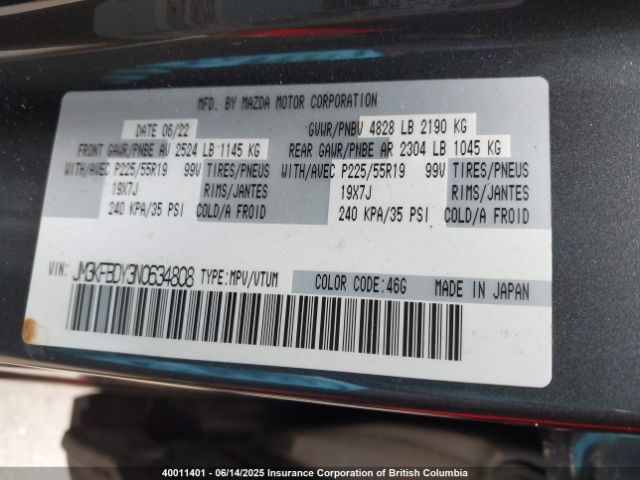 MFD. BY MAZDA MOTOR CORPORATION
DATE 06/22 GVWR/PNBV 4828 LB 2190 KG
FRONT GAWR/PNBE AV 2524 LB 1145 KG REAR GAWR/PNBE AR 2304 LB 1045 KG
WITH/AVEC P225/55R19 99V TIRES/PNEUS WITH/AVEC P225/55R19 99V TIRES/PNEUS
19X7J RIMS/JANTES 19X7J RIMS/JANTES
240 KPA/35 PSI COLD/A FROID 240 KPA/35 PSI COLD/A FROID
VIN: JM3KFBDY3N0634808 TYPE:MPV/VTUM COLOR CODE:46G MADE IN JAPAN
40011401 - 06/14/2025 Insurance Corporation of British Columbia